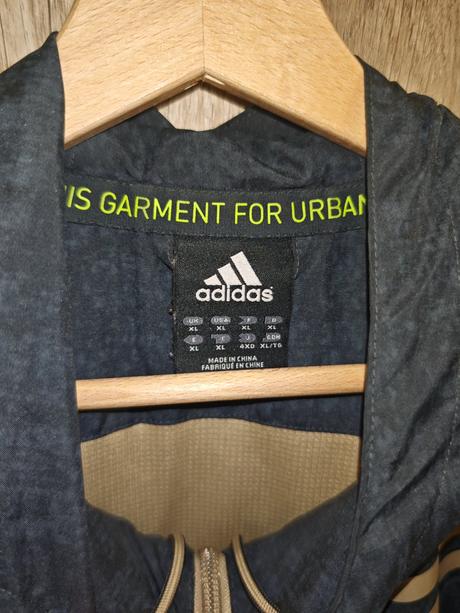 IS GARMENT FOR URBAN
adidas
UK USA F D
XL XL XL XL
E I J CDN
XL XL 4XO XL/TG
MADE IN CHINA
FABRIQUÉ EN CHINE